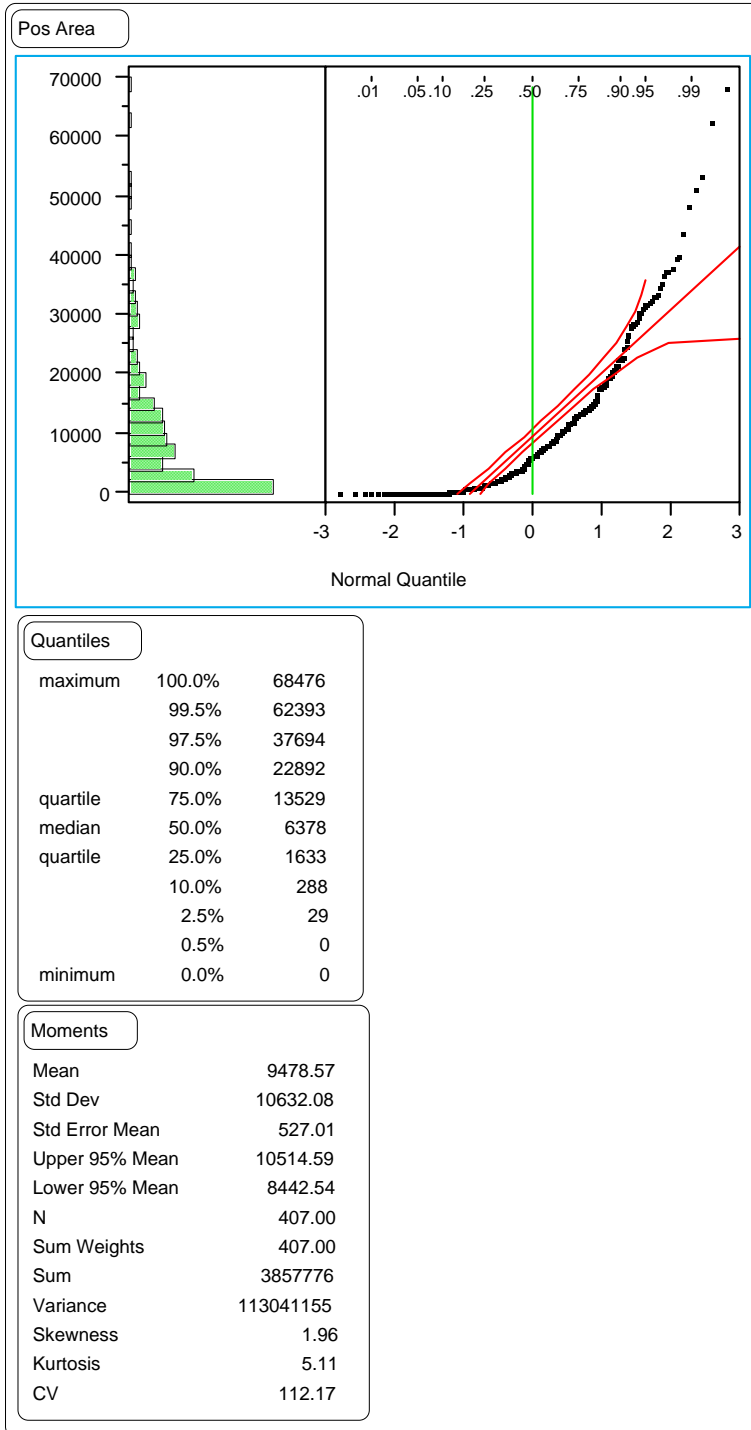 Pos Area
70000
60000
50000
40000
30000
20000
10000
0
.01 .05 .10 .25 .50 .75 .90 .95 .99
-3 -2 -1 0 1 2 3
Normal Quantile
Quantiles
maximum 100.0% 68476
99.5% 62393
97.5% 37694
90.0% 22892
quartile 75.0% 13529
median 50.0% 6378
quartile 25.0% 1633
10.0% 288
2.5% 29
0.5% 0
minimum 0.0% 0
Moments
Mean 9478.57
Std Dev 10632.08
Std Error Mean 527.01
Upper 95% Mean 10514.59
Lower 95% Mean 8442.54
N 407.00
Sum Weights 407.00
Sum 3857776
Variance 113041155
Skewness 1.96
Kurtosis 5.11
CV 112.17